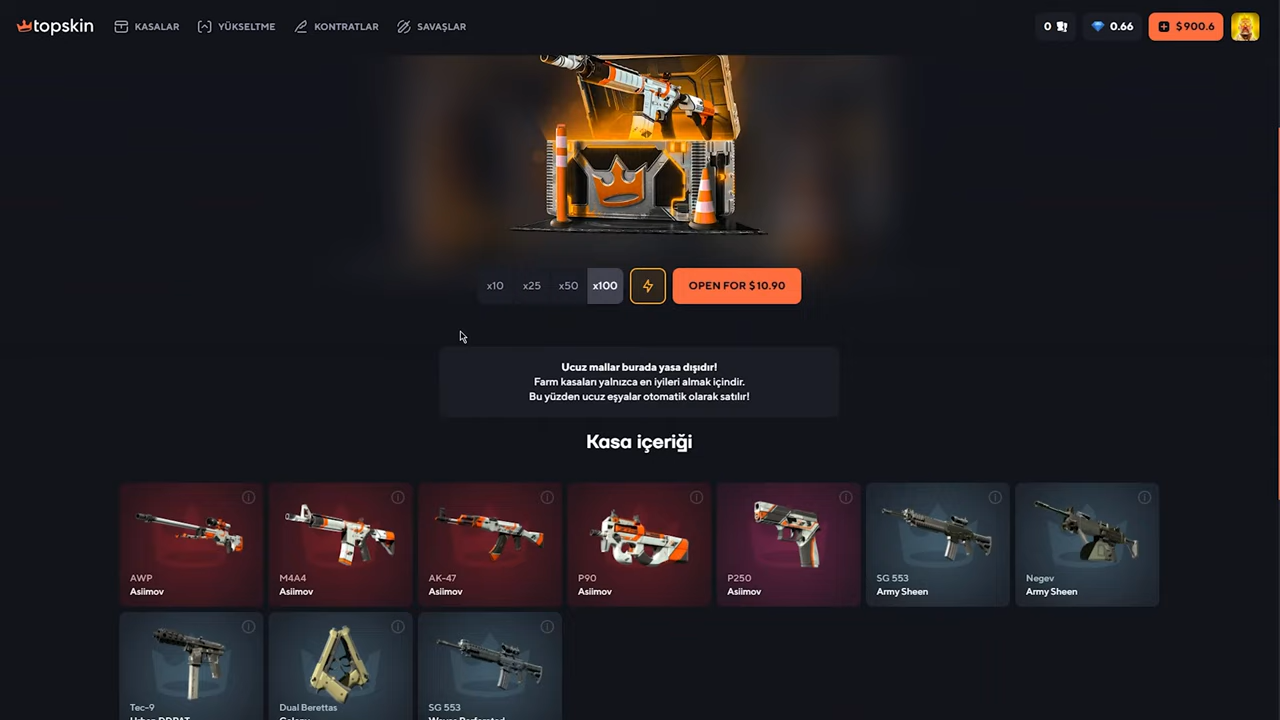 topskin
KASALAR
YÜKSELTME
KONTRATLAR
SAVAŞLAR
0
0.66
$900.6
x10
x25
x50
x100
OPEN FOR $10.90
Ucuz mallar burada yasa dışıdır!
Farm kasaları yalnızca en iyileri almak içindir.
Bu yüzden ucuz eşyalar otomatik olarak satılır!
Kasa içeriği
AWP
Asiimov
M4A4
Asiimov
AK-47
Asiimov
P90
Asiimov
P250
Asiimov
SG 553
Army Sheen
Negev
Army Sheen
Tec-9
Dual Berettas
SG 553